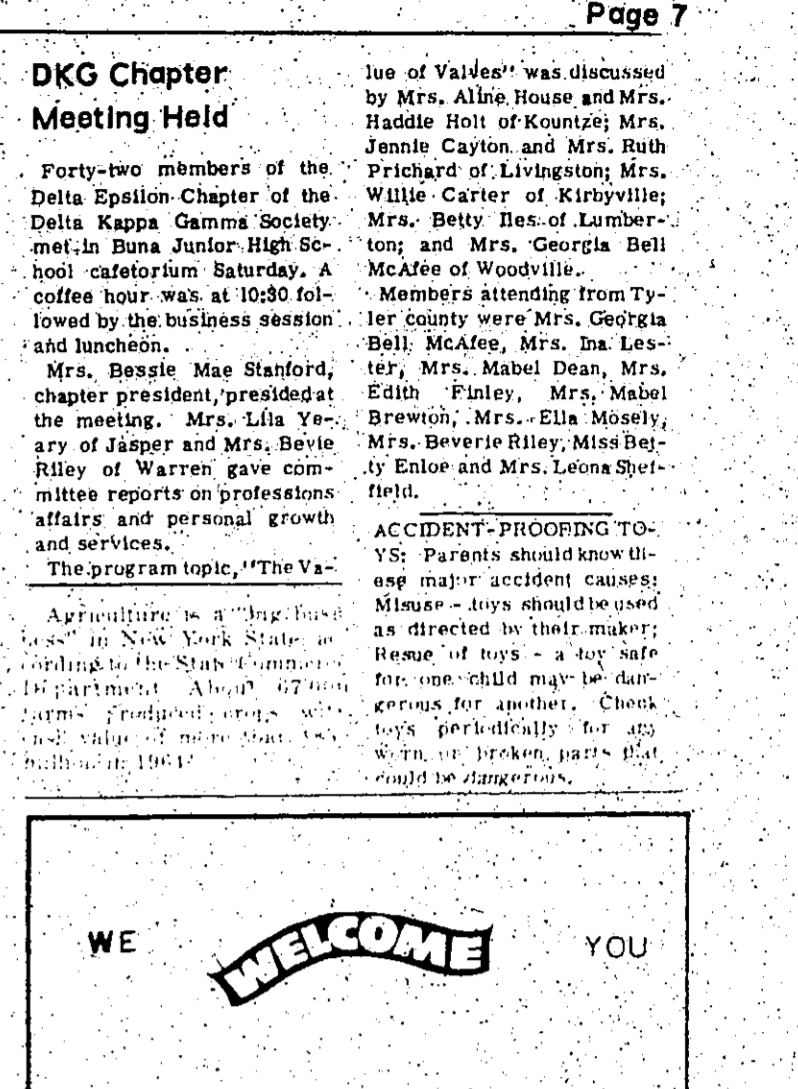 Page 7
DKG Chapter
Meeting Held
Forty-two members of the
Delta Epsilon Chapter of the
Delta Kappa Gamma Society
met in Buna Junior High Sc-
hool cafetorium Saturday. A
coffee hour was at 10:30 fol-
lowed by the business session
and luncheon.
Mrs. Bessie Mae Stanford,
chapter president, presided at
the meeting. Mrs. Lila Ye-
ary of Jasper and Mrs. Bevie
Riley of Warren gave com-
mittee reports on professions
affairs and personal growth
and services.
The program topic, "The Va-
lue of Values" was discussed
by Mrs. Aline House and Mrs.
Haddie Holt of Kountze; Mrs.
Jennie Cayton and Mrs. Ruth
Prichard of Livingston; Mrs.
Willie Carter of Kirbyville;
Mrs. Betty Iles of Lumber-
ton; and Mrs. Georgia Bell
McAfee of Woodville.
Members attending from Ty-
ler county were Mrs. Georgia
Bell McAfee, Mrs. Ina Les-
ter, Mrs. Mabel Dean, Mrs.
Edith Finley, Mrs. Mabel
Brewton, Mrs. Ella Mosely,
Mrs. Beverie Riley, Miss Bet-
ty Enloe and Mrs. Leona Shef-
field.
Agriculture is a "big
in New York State
to the State
Department About 67,000
farms produced crops
cash value of more than
in 1964
ACCIDENT-PROOFING TO-
YS: Parents should know th-
ese major accident causes:
Misuse - toys should be used
as directed by their maker;
Resue of toys - a toy safe
for one child may be dan-
gerous for another. Check
toys periodically for any
worn or broken parts that
could be dangerous.
WE WELCOME YOU